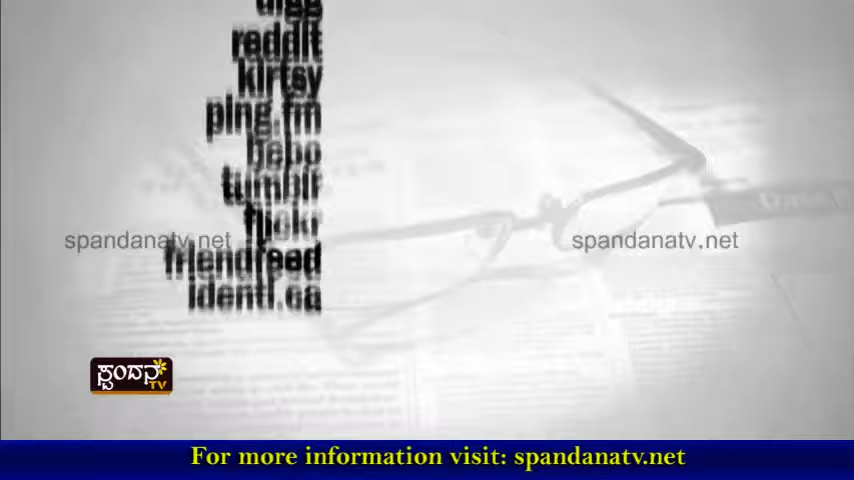 digg
reddit
kirtsy
ping.fm
bebo
tumblr
flickr
spandanatv.net
spandanatv.net
friendfeed
identi.ca
ಸ್ಪಂದನ
TV
For more information visit: spandanatv.net